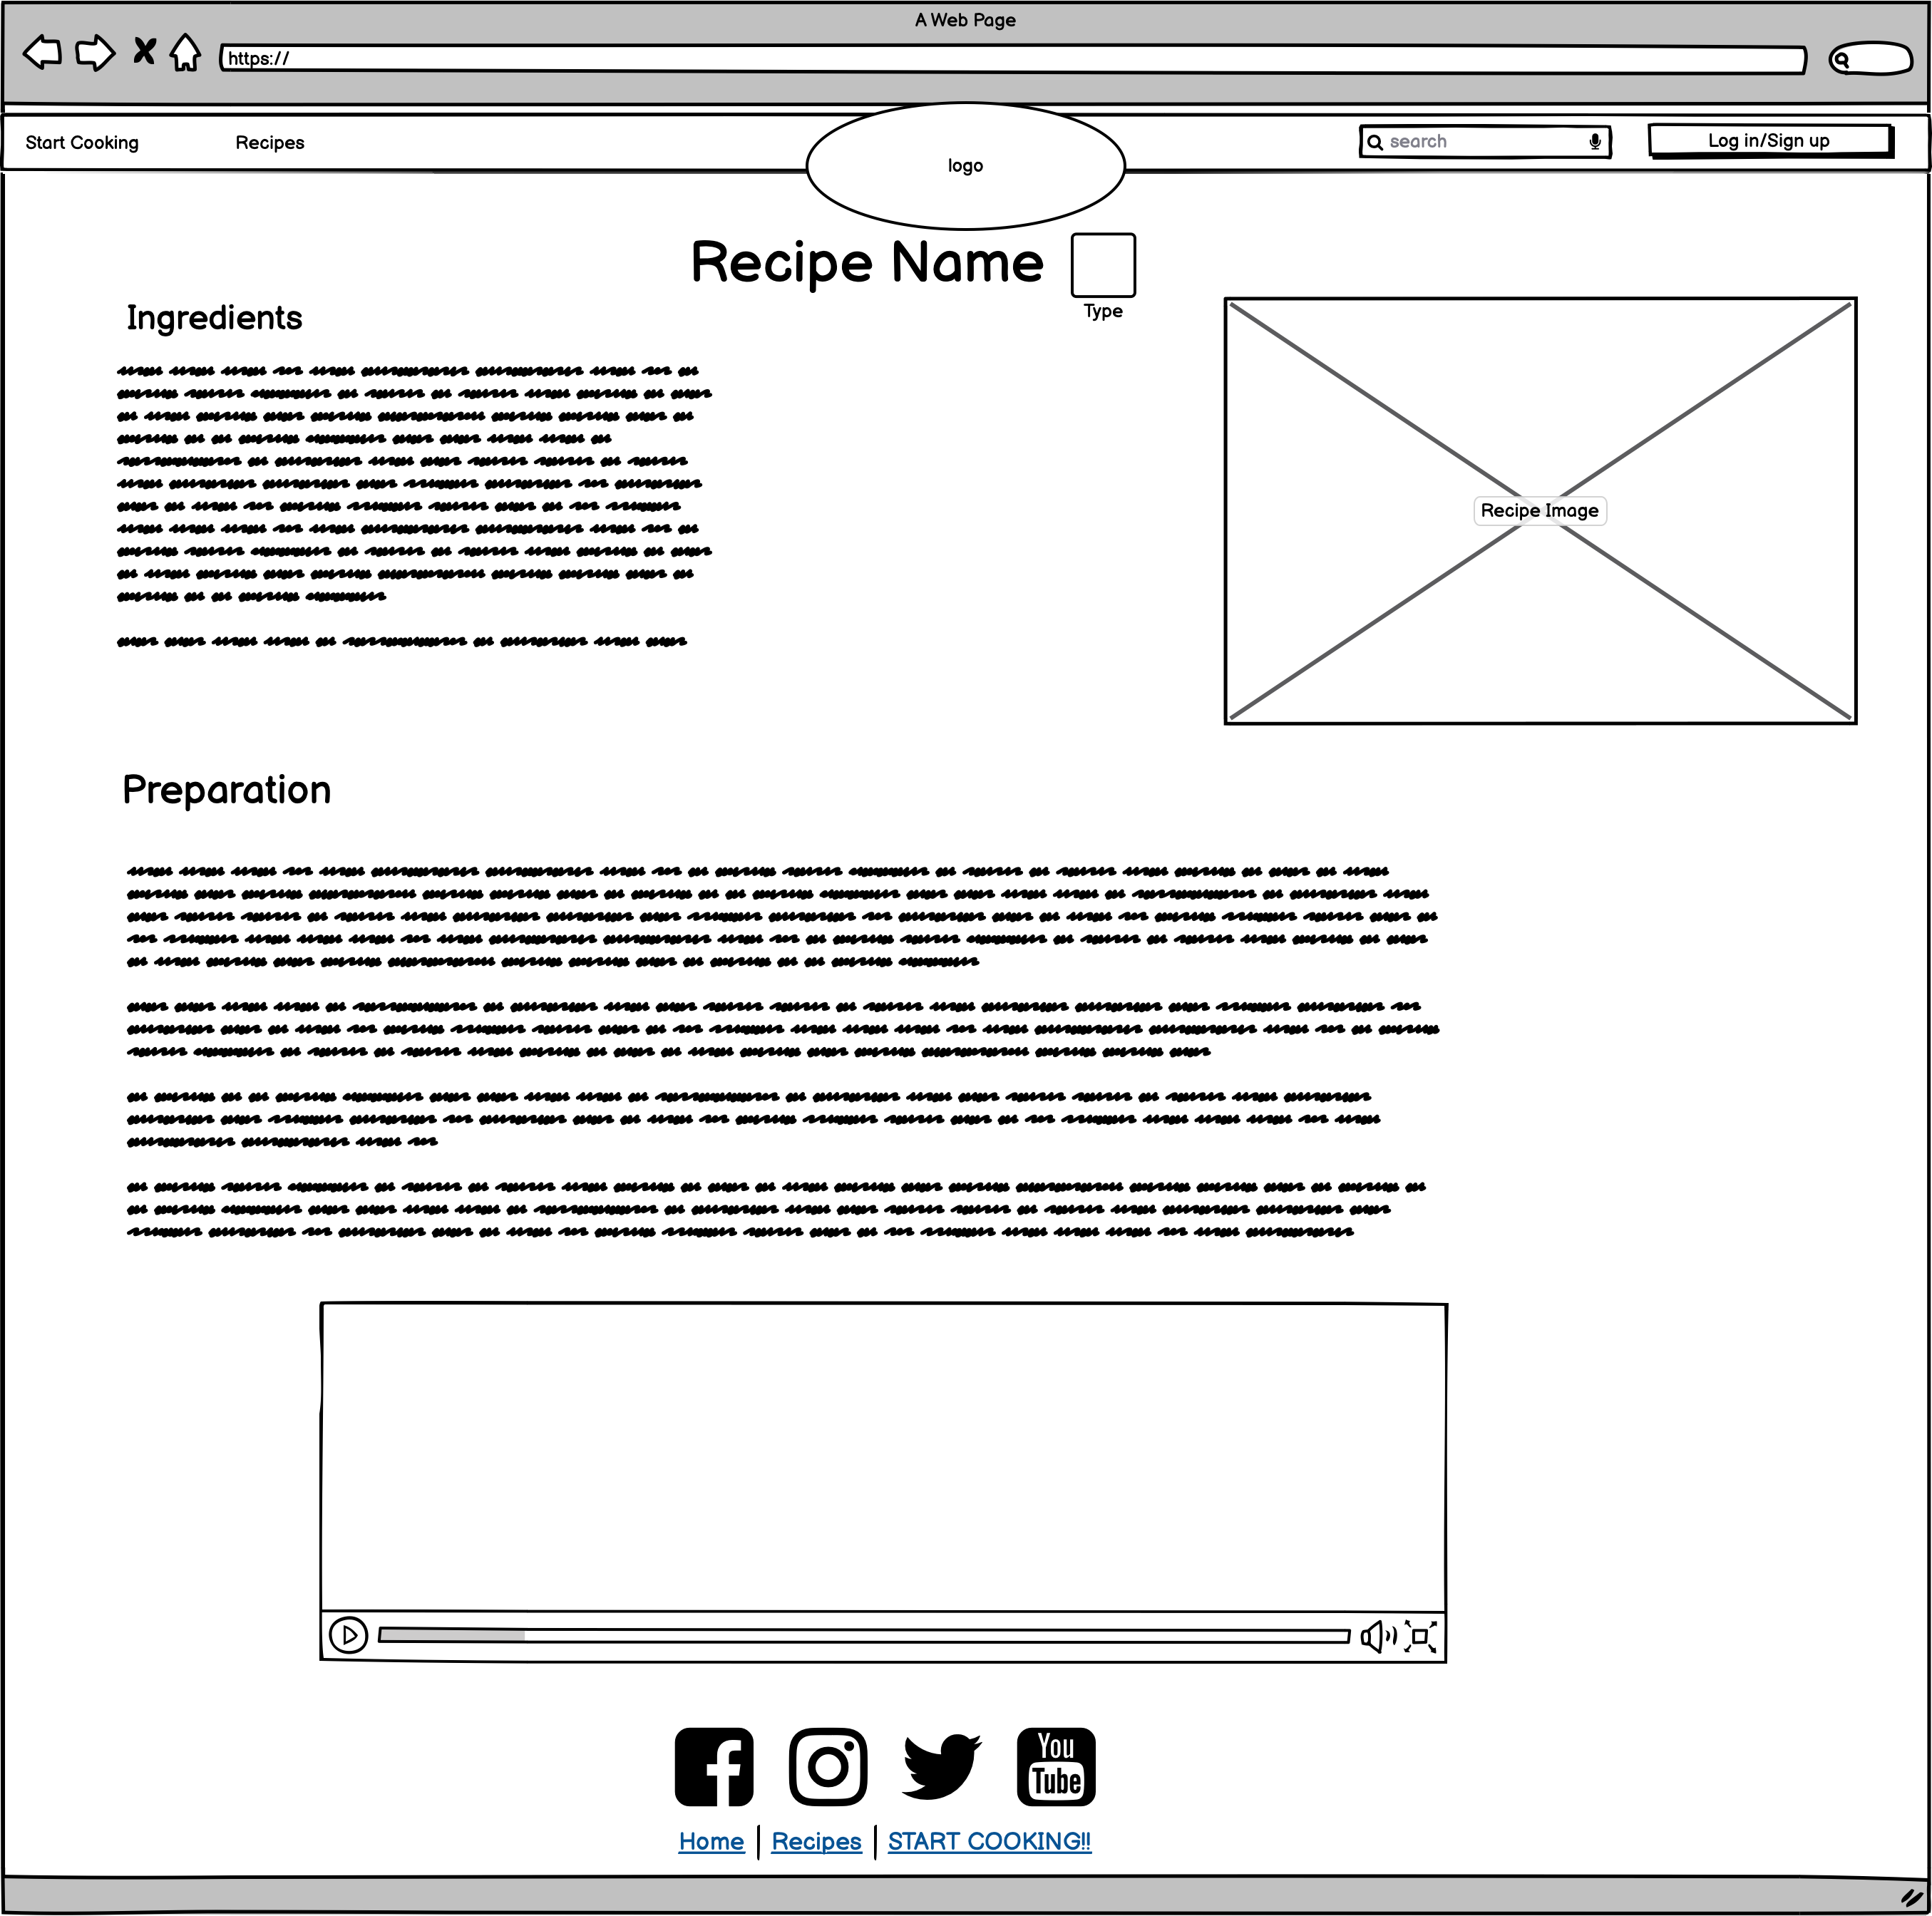 A Web Page
https://
Start Cooking
Recipes
logo
search
Log in/Sign up
Recipe Name
Type
Ingredients
Recipe Image
Preparation
You
Tube
Home | Recipes | START COOKING!!